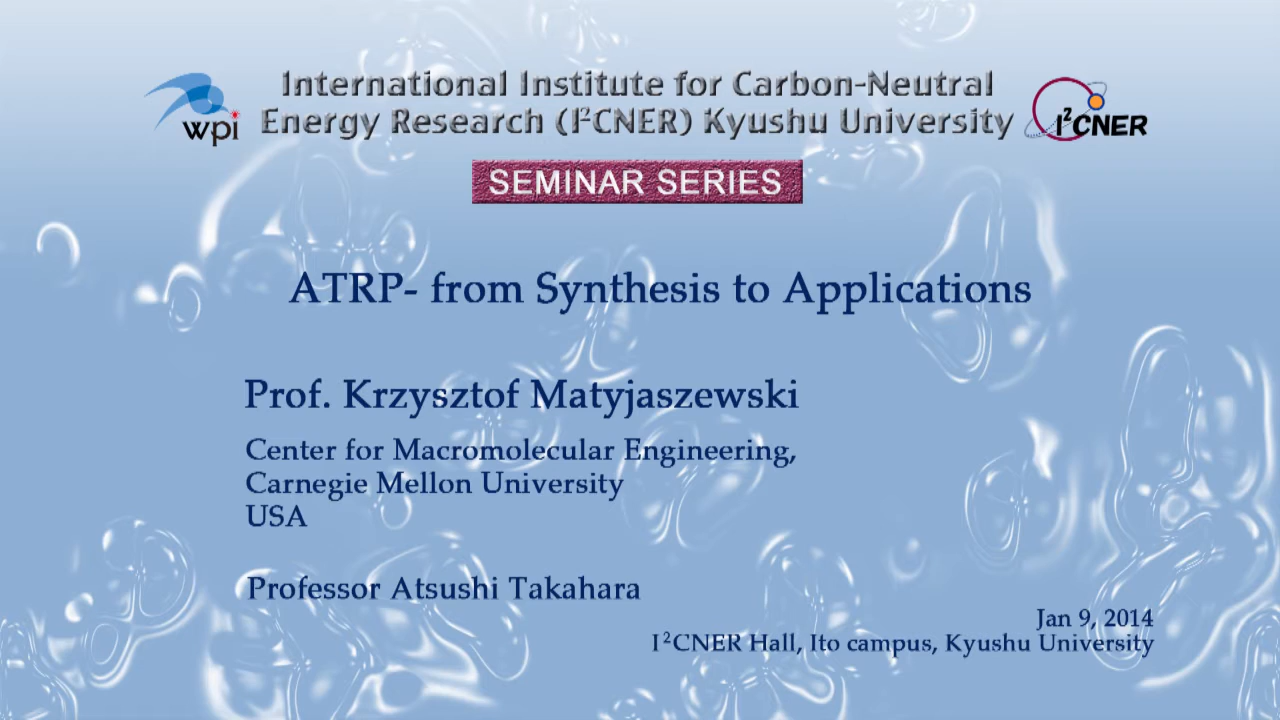 International Institute for Carbon-Neutral
wpi Energy Research (I²CNER) Kyushu University I²CNER
SEMINAR SERIES
ATRP- from Synthesis to Applications
Prof. Krzysztof Matyjaszewski
Center for Macromolecular Engineering,
Carnegie Mellon University
USA
Professor Atsushi Takahara
Jan 9, 2014
I²CNER Hall, Ito campus, Kyushu University